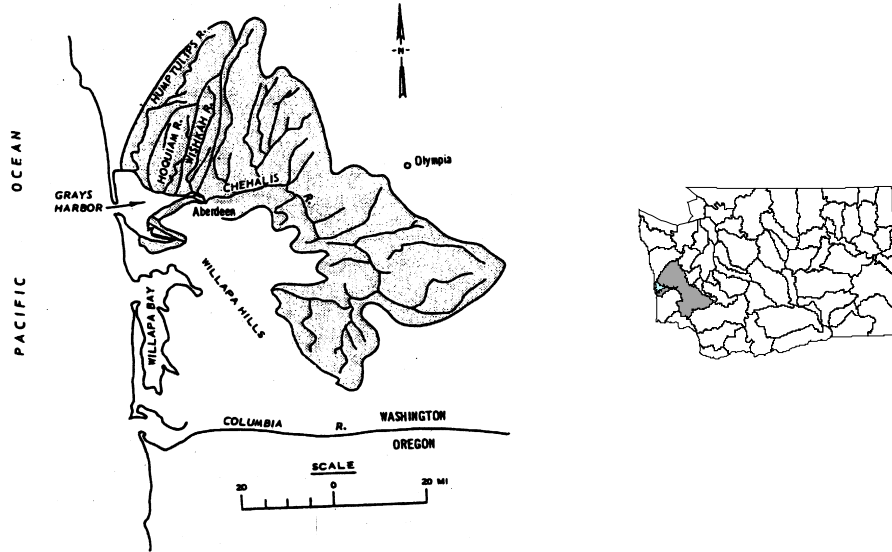 HUMPTULIPS R.
-N-
HOQUIAM R.
WISHKAH R.
OCEAN
Olympia
CHEHALIS
R.
GRAYS
HARBOR
Aberdeen
WILLAPA HILLS
PACIFIC
WILLAPA BAY
COLUMBIA R.
WASHINGTON
OREGON
SCALE
20 0 20 MI